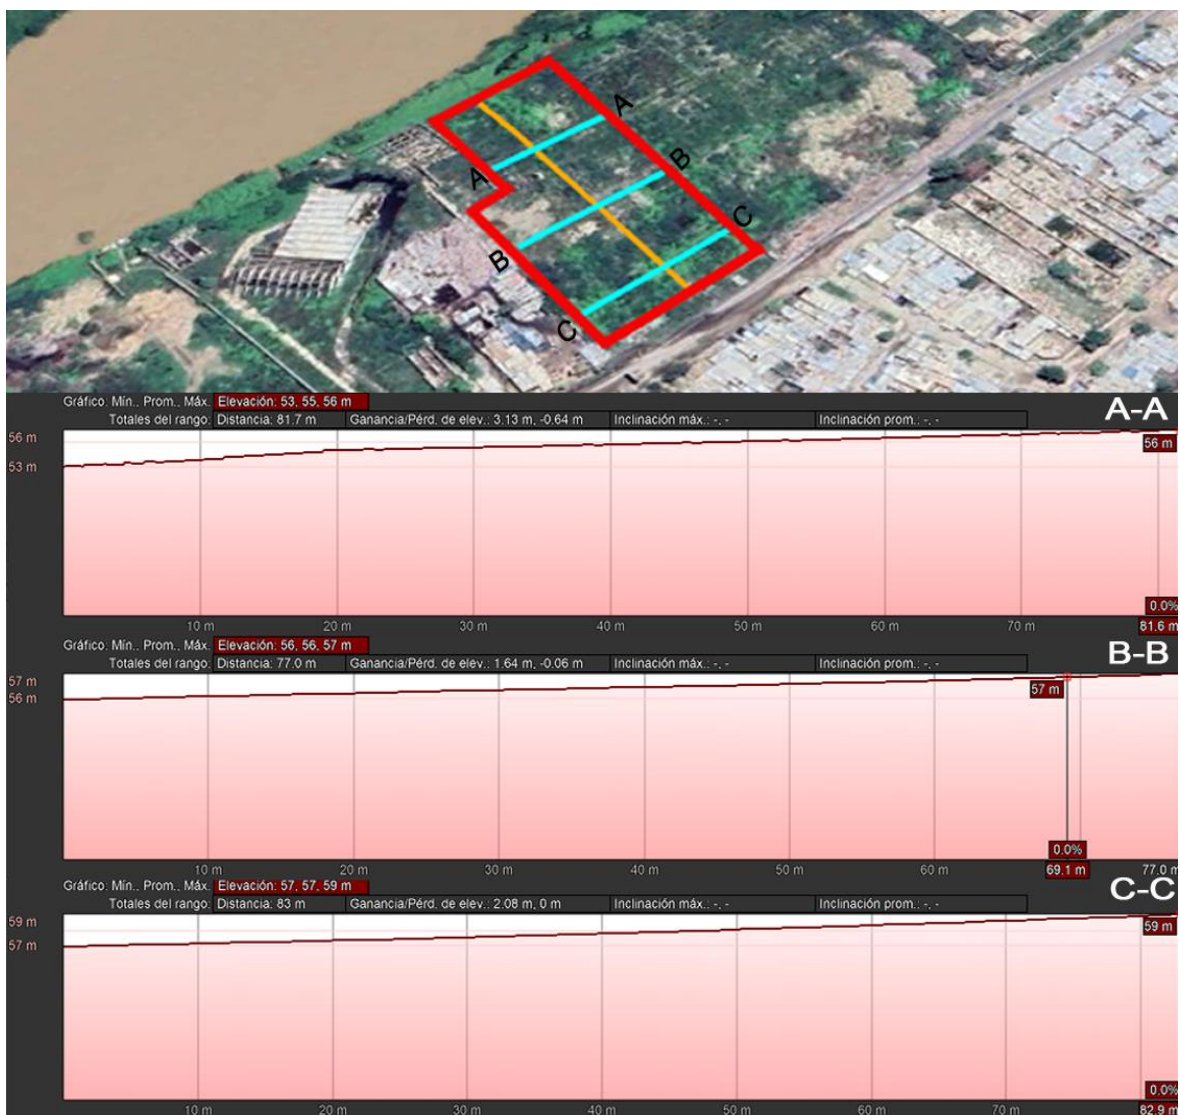 A
B
A
C
B
C
Gráfico: Mín., Prom., Máx. Elevación: 53, 55, 56 m
A-A
Totales del rango: Distancia: 81.7 m Ganancia/Pérd. de elev.: 3.13 m, -0.64 m Inclinación máx.: -, - Inclinación prom.: -, -
56 m
56 m
53 m
0.0%
10 m 20 m 30 m 40 m 50 m 60 m 70 m 81.6 m
Gráfico: Mín., Prom., Máx. Elevación: 56, 56, 57 m
B-B
Totales del rango: Distancia: 77.0 m Ganancia/Pérd. de elev.: 1.64 m, -0.06 m Inclinación máx.: -, - Inclinación prom.: -, -
57 m
57 m
56 m
0.0%
10 m 20 m 30 m 40 m 50 m 60 m 69.1 m 77.0 m
Gráfico: Mín., Prom., Máx. Elevación: 57, 57, 59 m
C-C
Totales del rango: Distancia: 83 m Ganancia/Pérd. de elev.: 2.08 m, 0 m Inclinación máx.: -, - Inclinación prom.: -, -
59 m
59 m
57 m
0.0%
10 m 20 m 30 m 40 m 50 m 60 m 70 m 82.9 m